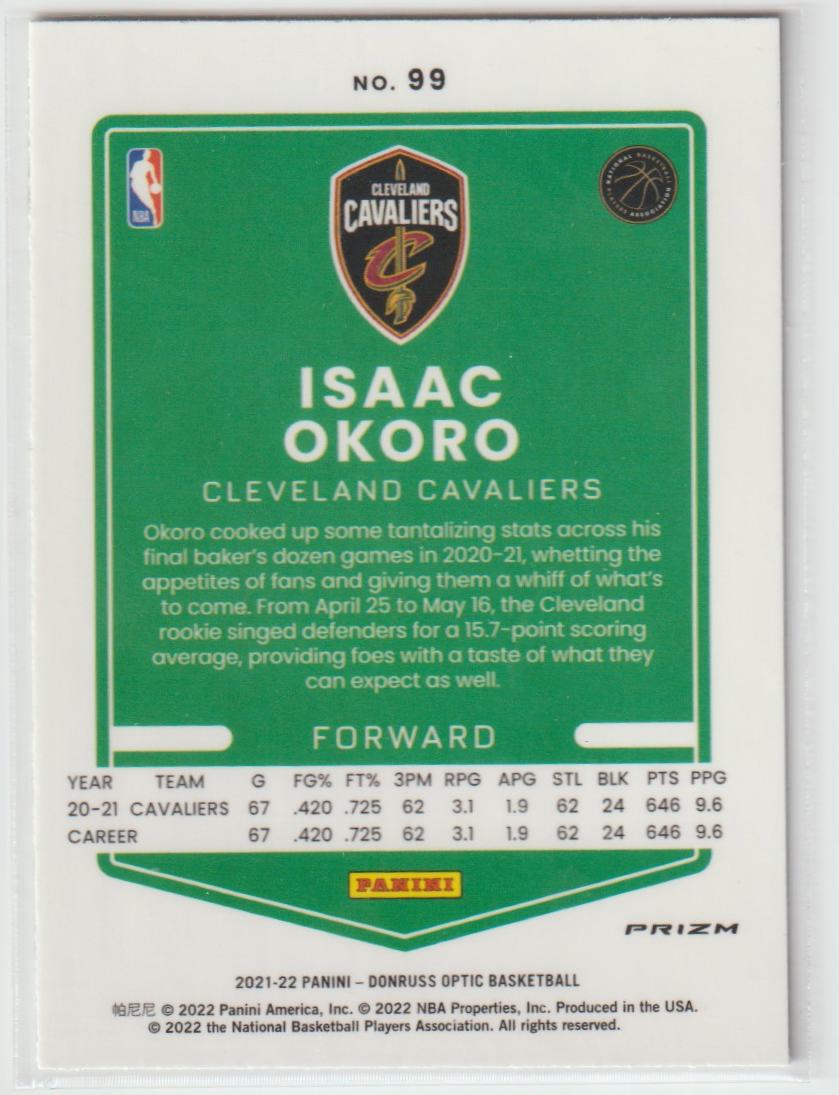 NO. 99
NBA
NATIONAL BASKETBALL PLAYERS ASSOCIATION
CLEVELAND
CAVALIERS
C
ISAAC
OKORO
CLEVELAND CAVALIERS
Okoro cooked up some tantalizing stats across his
final baker's dozen games in 2020-21, whetting the
appetites of fans and giving them a whiff of what's
to come. From April 25 to May 16, the Cleveland
rookie singed defenders for a 15.7-point scoring
average, providing foes with a taste of what they
can expect as well.
FORWARD
YEAR TEAM G FG% FT% 3PM RPG APG STL BLK PTS PPG
20-21 CAVALIERS 67 .420 .725 62 3.1 1.9 62 24 646 9.6
CAREER 67 .420 .725 62 3.1 1.9 62 24 646 9.6
PANINI
PRIZM
2021-22 PANINI – DONRUSS OPTIC BASKETBALL
帕尼尼 © 2022 Panini America, Inc. © 2022 NBA Properties, Inc. Produced in the USA.
© 2022 the National Basketball Players Association. All rights reserved.